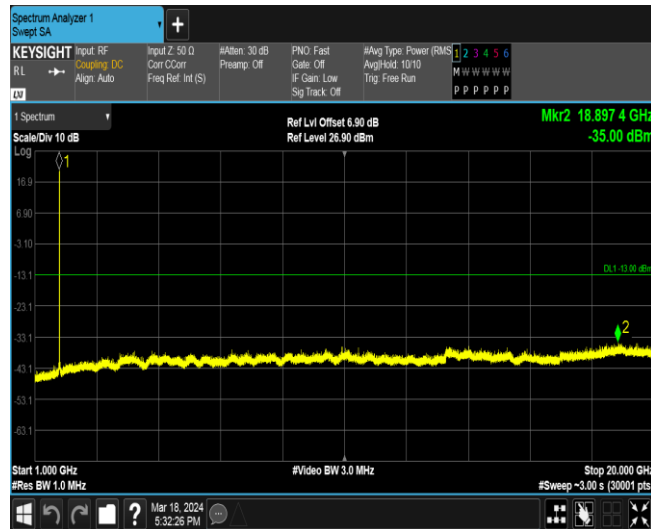 Spectrum Analyzer 1
Swept SA
+
KEYSIGHT
RL
LXI
Input: RF
Coupling: DC
Align: Auto
Input Z: 50 Ω
Corr CCorr
Freq Ref: Int (S)
#Atten: 30 dB
Preamp: Off
PNO: Fast
Gate: Off
IF Gain: Low
Sig Track: Off
#Avg Type: Power (RMS
Avg|Hold: 10/10
Trig: Free Run
1 2 3 4 5 6
M W W W W W
P P P P P P
1 Spectrum
Scale/Div 10 dB
Log
Ref Lvl Offset 6.90 dB
Ref Level 26.90 dBm
Mkr2 18.897 4 GHz
-35.00 dBm
1
16.9
6.90
-3.10
-13.1
DL1 -13.00 dBm
-23.1
-33.1
2
-43.1
-53.1
-63.1
Start 1.000 GHz
#Video BW 3.0 MHz
Stop 20.000 GHz
#Res BW 1.0 MHz
#Sweep ~3.00 s (30001 pts
?
Mar 18, 2024
5:32:26 PM